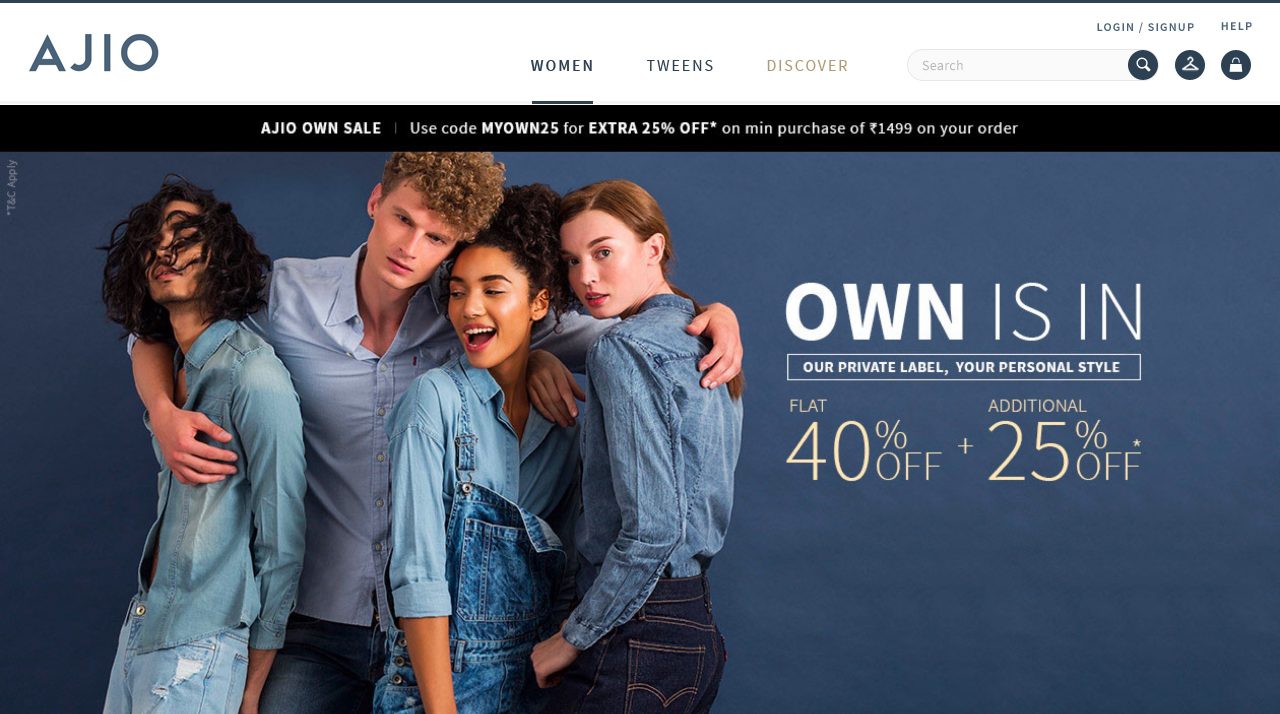 LOGIN / SIGNUP HELP
AJIO
WOMEN TWEENS DISCOVER Search
AJIO OWN SALE | Use code MYOWN25 for EXTRA 25% OFF* on min purchase of ₹1499 on your order
*T&C Apply
OWN IS IN
OUR PRIVATE LABEL, YOUR PERSONAL STYLE
FLAT ADDITIONAL
40% OFF + 25% OFF*